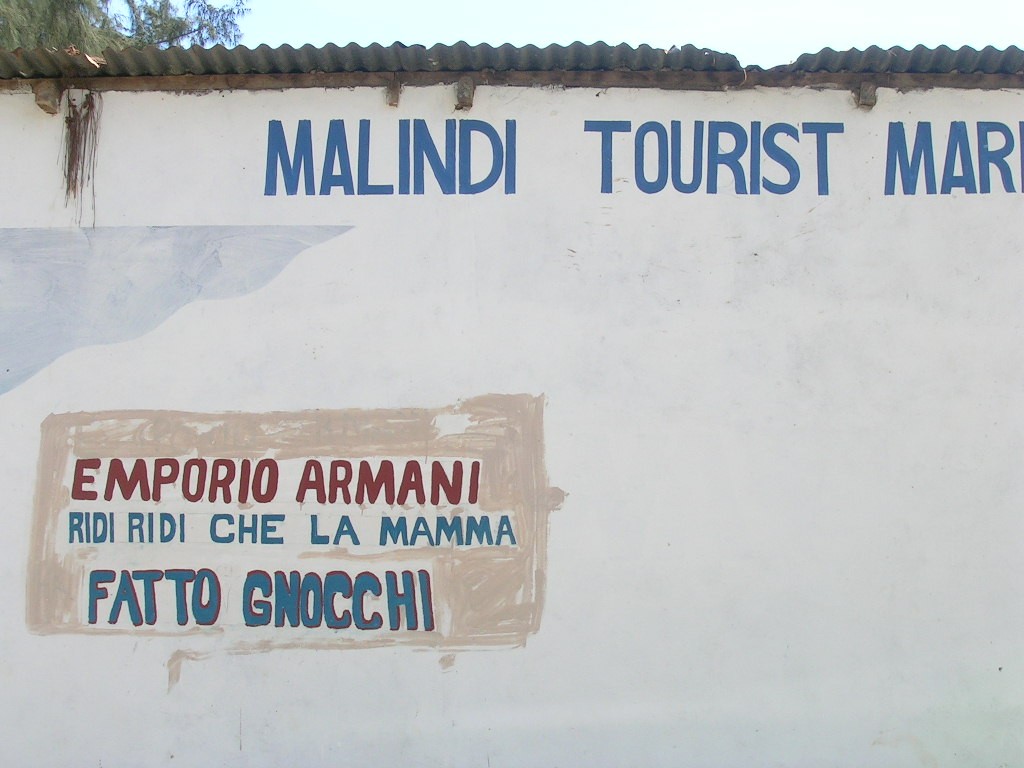 MALINDI TOURIST MAR
EMPORIO ARMANI
RIDI RIDI CHE LA MAMMA
FATTO GNOCCHI